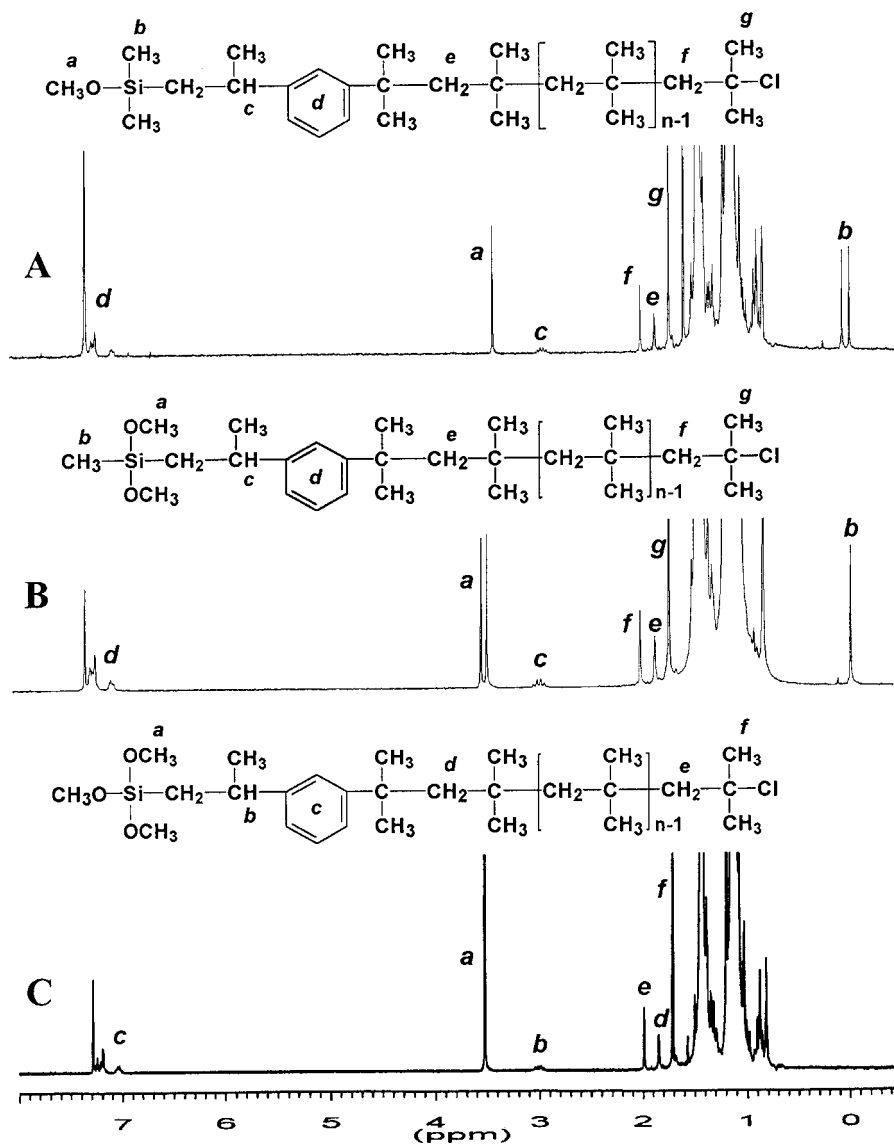 b g
CH₃ CH₃ CH₃ CH₃ CH₃ CH₃
a e f
CH₃O—Si—CH₂—CH d C—CH₂—C CH₂—C CH₂—C—Cl
CH₃ c CH₃ CH₃ CH₃ n-1 CH₃
A
d a c f e g b
a g
OCH₃ CH₃ CH₃ CH₃ CH₃ CH₃
b e f
CH₃—Si—CH₂—CH d C—CH₂—C CH₂—C CH₂—C—Cl
OCH₃ c CH₃ CH₃ CH₃ n-1 CH₃
B
d a c f e g b
a f
OCH₃ CH₃ CH₃ CH₃ CH₃ CH₃
d e
CH₃O—Si—CH₂—CH c C—CH₂—C CH₂—C CH₂—C—Cl
OCH₃ b CH₃ CH₃ CH₃ n-1 CH₃
C
c a b e d f
7 6 5 4 3 2 1 0
(ppm)